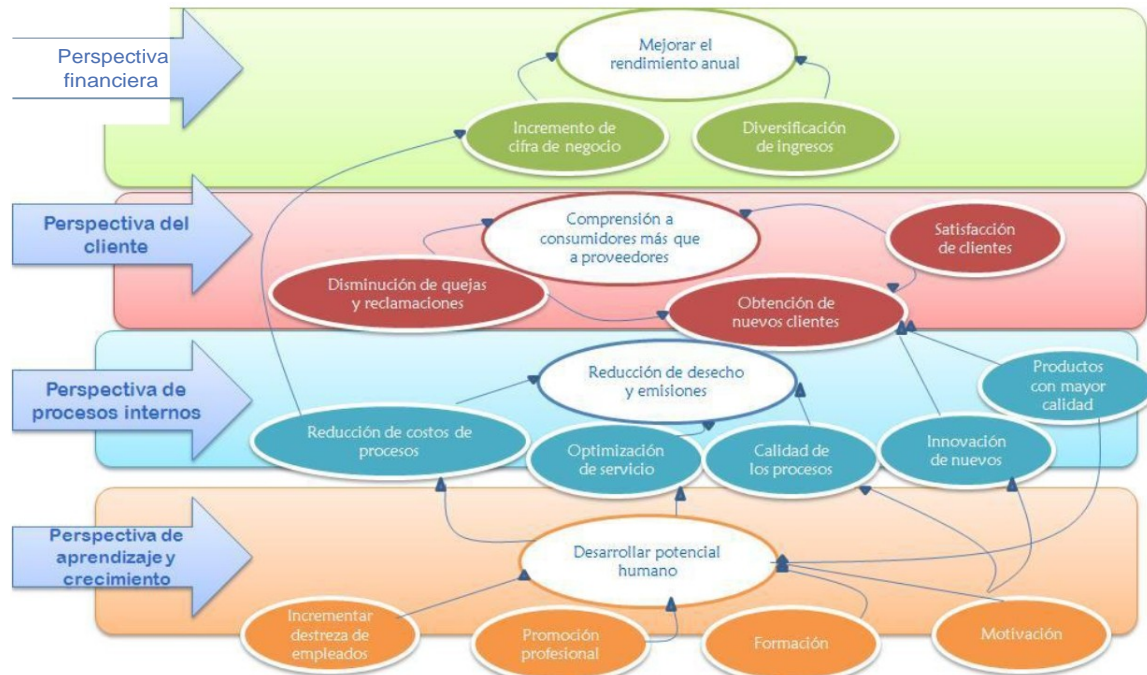 Perspectiva
financiera
Mejorar el
rendimiento anual
Incremento de
cifra de negocio
Diversificación
de ingresos
Perspectiva del
cliente
Comprensión a
consumidores más que
a proveedores
Satisfacción
de clientes
Disminución de quejas
y reclamaciones
Obtención de
nuevos clientes
Perspectiva de
procesos internos
Reducción de desecho
y emisiones
Productos
con mayor
calidad
Reducción de costos de
procesos
Optimización
de servicio
Calidad de
los procesos
Innovación
de nuevos
Perspectiva de
aprendizaje y
crecimiento
Desarrollar potencial
humano
Incrementar
destreza de
empleados
Promoción
profesional
Formación
Motivación